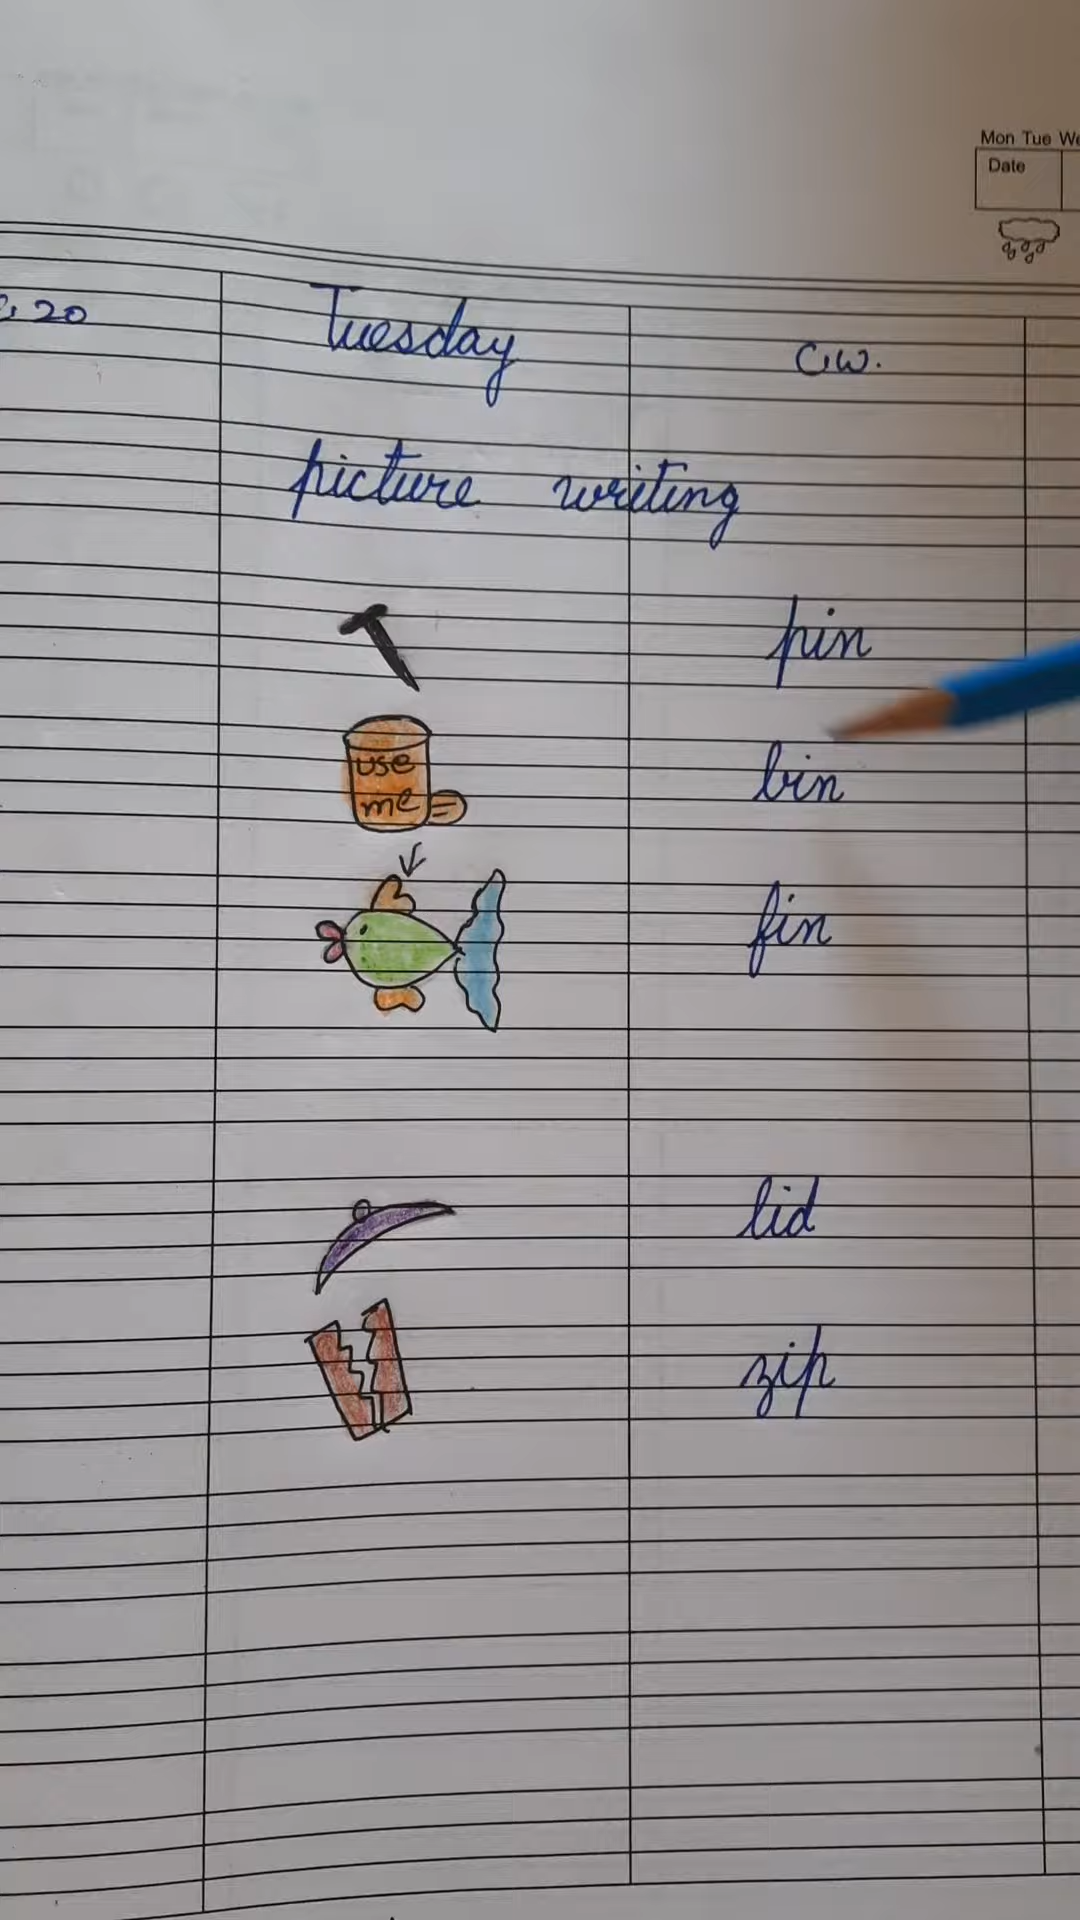 Mon Tue We
Date
20 Tuesday C.W.
picture writing
pin
use
me
bin
fin
lid
zip